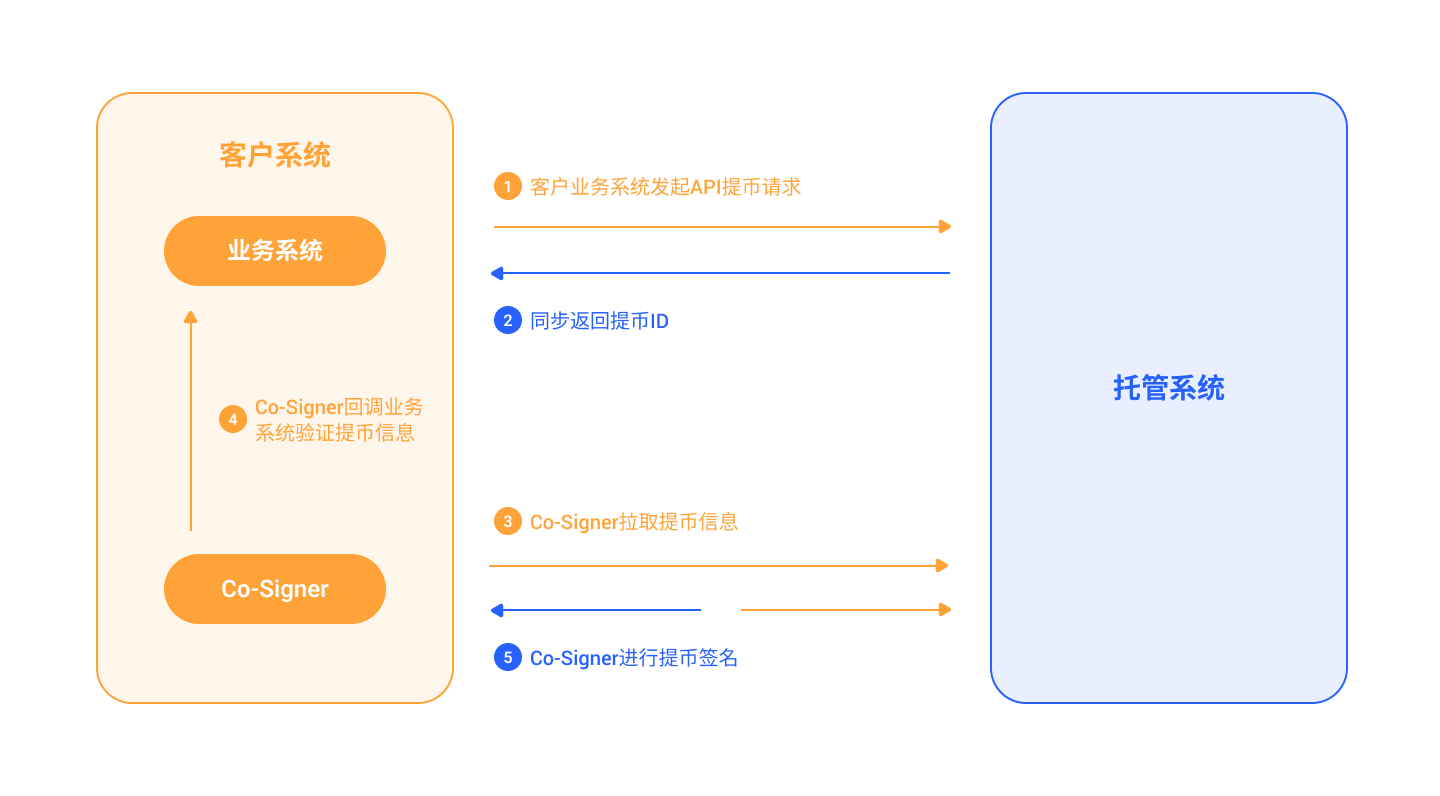 客户系统
业务系统
4
Co-Signer回调业务
系统验证提币信息
Co-Signer
1 客户业务系统发起API提币请求
2 同步返回提币ID
3 Co-Signer拉取提币信息
5 Co-Signer进行提币签名
托管系统